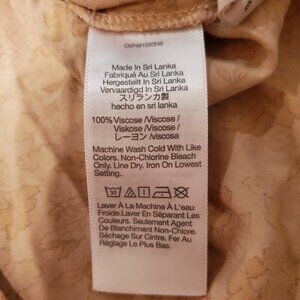 Made In Sri Lanka
Fabriqué Au Sri Lanka
Hergestellt In Sri Lanka
Vervaardigd In Sri Lanka
スリランカ製
hecho en sri lanka
100% Viscose /Viscose /
Viskose /Viscose /
レーヨン /viscosa
Machine Wash Cold With Like
Colors. Non-Chlorine Bleach
Only. Line Dry. Iron On Lowest
Setting.
30
Laver À La Machine À L'eau
Froide.Laver En Séparant Les
Couleurs. Seulement Agent
De Blanchiment Non-Chloré.
Séchage Sur Cintre. Fer Au
Réglage Le Plus Bas.